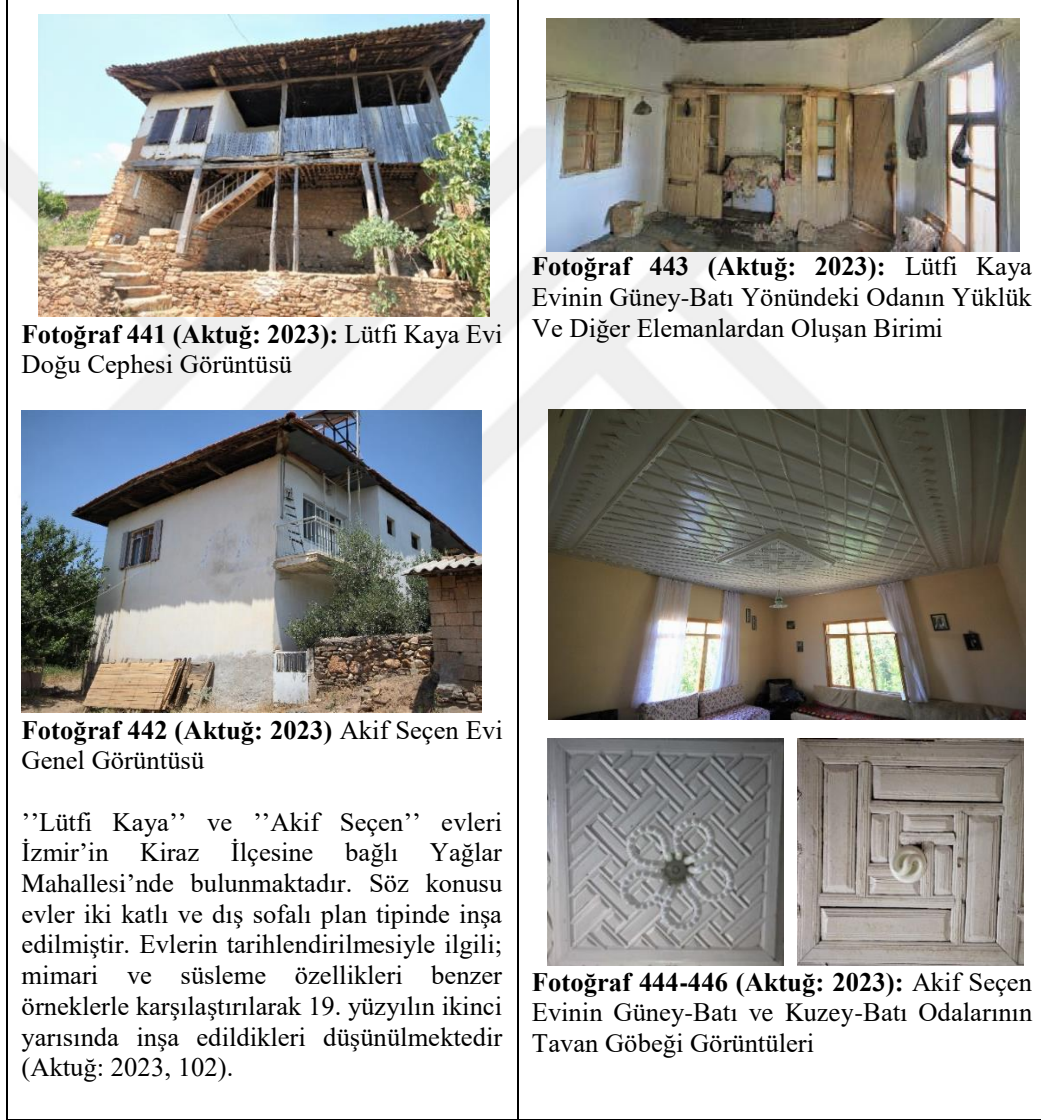 Fotoğraf 441 (Aktuğ: 2023): Lütfi Kaya Evi
Doğu Cephesi Görüntüsü
Fotoğraf 442 (Aktuğ: 2023) Akif Seçen Evi
Genel Görüntüsü
’’Lütfi Kaya’’ ve ’’Akif Seçen’’ evleri
İzmir’in Kiraz İlçesine bağlı Yağlar
Mahallesi’nde bulunmaktadır. Söz konusu
evler iki katlı ve dış sofalı plan tipinde inşa
edilmiştir. Evlerin tarihlendirilmesiyle ilgili;
mimari ve süsleme özellikleri benzer
örneklerle karşılaştırılarak 19. yüzyılın ikinci
yarısında inşa edildikleri düşünülmektedir
(Aktuğ: 2023, 102).
Fotoğraf 443 (Aktuğ: 2023): Lütfi Kaya
Evinin Güney-Batı Yönündeki Odanın Yüklük
Ve Diğer Elemanlardan Oluşan Birimi
Fotoğraf 444-446 (Aktuğ: 2023): Akif Seçen
Evinin Güney-Batı ve Kuzey-Batı Odalarının
Tavan Göbeği Görüntüleri